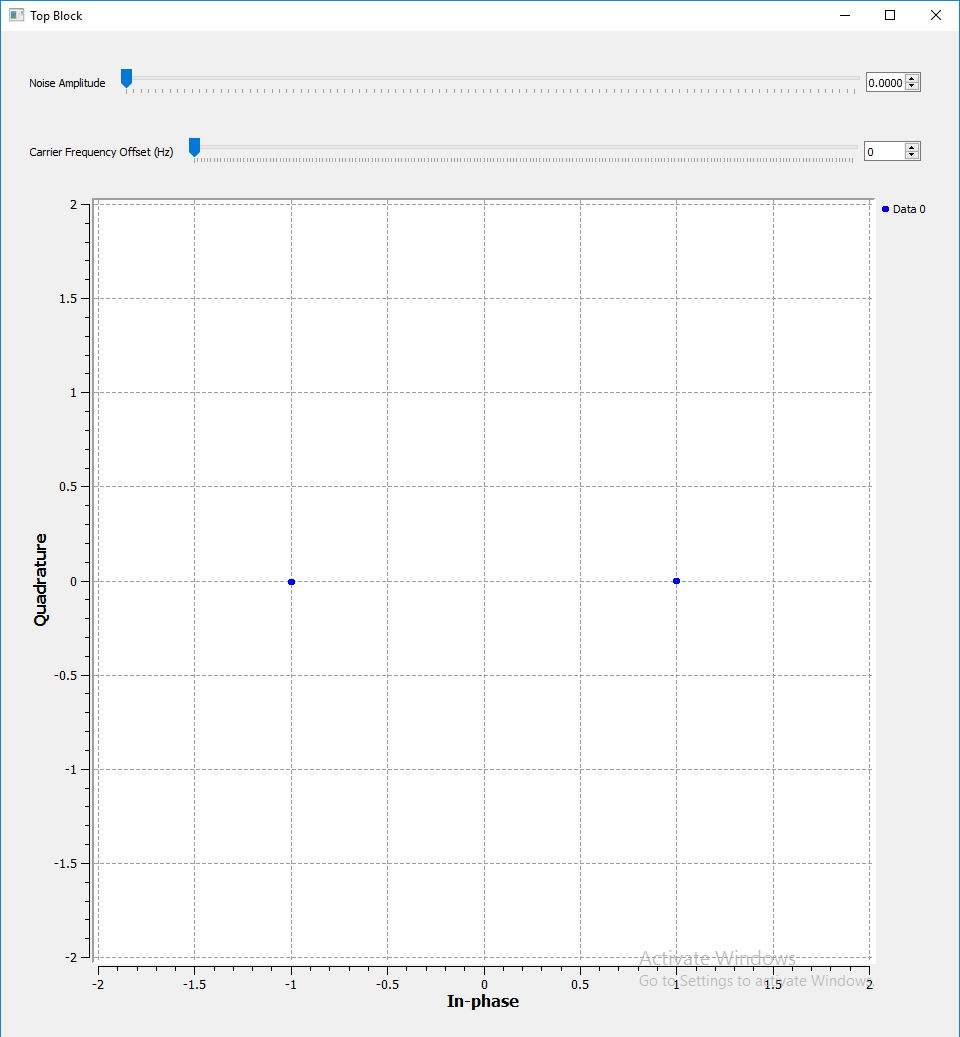 Top Block
Noise Amplitude 0.0000
Carrier Frequency Offset (Hz) 0
Data 0
2
1.5
1
0.5
0
-0.5
-1
-1.5
-2
Quadrature
-2 -1.5 -1 -0.5 0 0.5 1 1.5 2
In-phase
Activate Windows
Go to Settings to activate Windows.